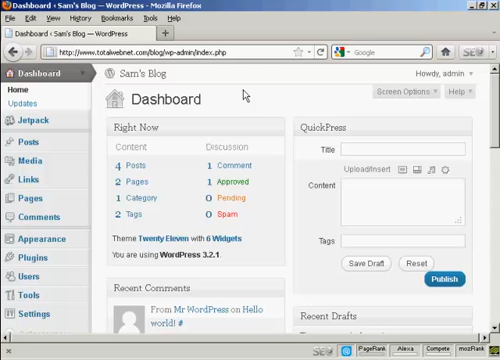 Dashboard ‹ Sam's Blog — WordPress - Mozilla Firefox
File Edit View History Bookmarks Tools Help
Dashboard ‹ Sam's Blog — WordPress
http://www.totalwebnet.com/blog/wp-admin/index.php
Google
SEO
Dashboard
Sam's Blog
Howdy, admin
Home
Updates
Dashboard
Screen Options
Help
Jetpack
Posts
Media
Links
Pages
Comments
Appearance
Plugins
Users
Tools
Settings
Right Now
Content Discussion
4 Posts 1 Comment
2 Pages 1 Approved
1 Category 0 Pending
2 Tags 0 Spam
Theme Twenty Eleven with 6 Widgets
You are using WordPress 3.2.1.
Recent Comments
From Mr WordPress on Hello
world! #
QuickPress
Title
Upload/Insert
Content
Tags
Save Draft
Reset
Publish
Recent Drafts
Done
SEO
PageRank
Alexa
Compete
mozRank